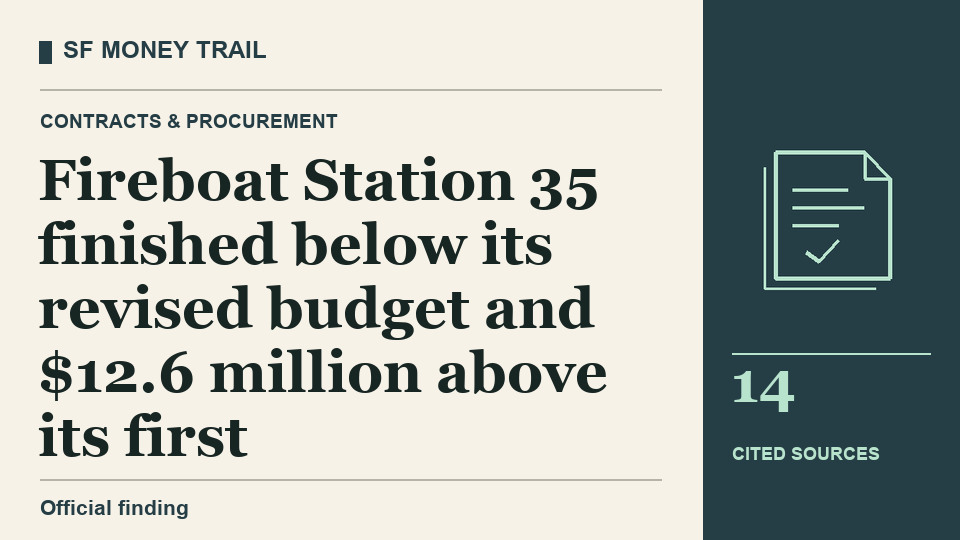 SF MONEY TRAIL
CONTRACTS & PROCUREMENT
Fireboat Station 35
finished below its
revised budget and
$12.6 million above
its first
Official finding
14
CITED SOURCES